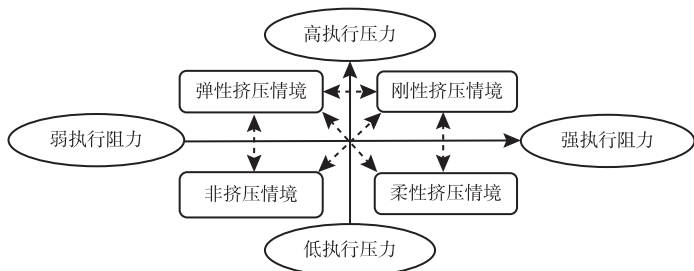 高执行压力
弹性挤压情境
刚性挤压情境
弱执行阻力
强执行阻力
非挤压情境
柔性挤压情境
低执行压力